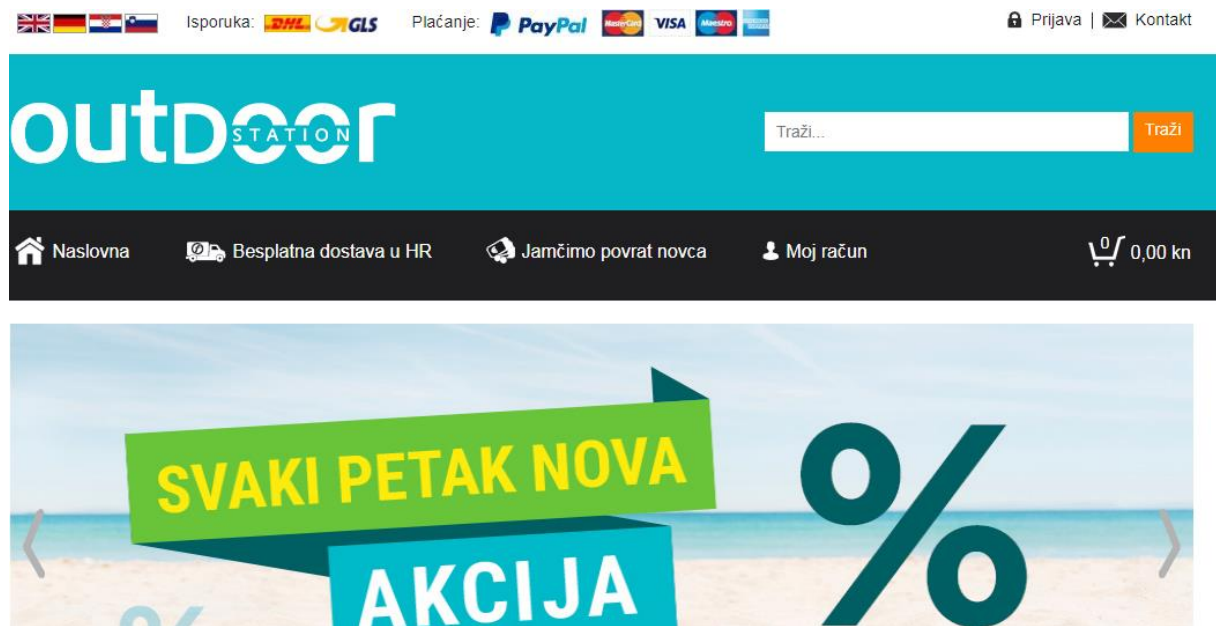 Isporuka: DHL GLS Plaćanje: PayPal MasterCard VISA Maestro Prijava | Kontakt
outDoor
STATION
Traži... Traži
Naslovna Besplatna dostava u HR Jamčimo povrat novca Moj račun 0 0,00 kn
SVAKI PETAK NOVA
%
AKCIJA
%